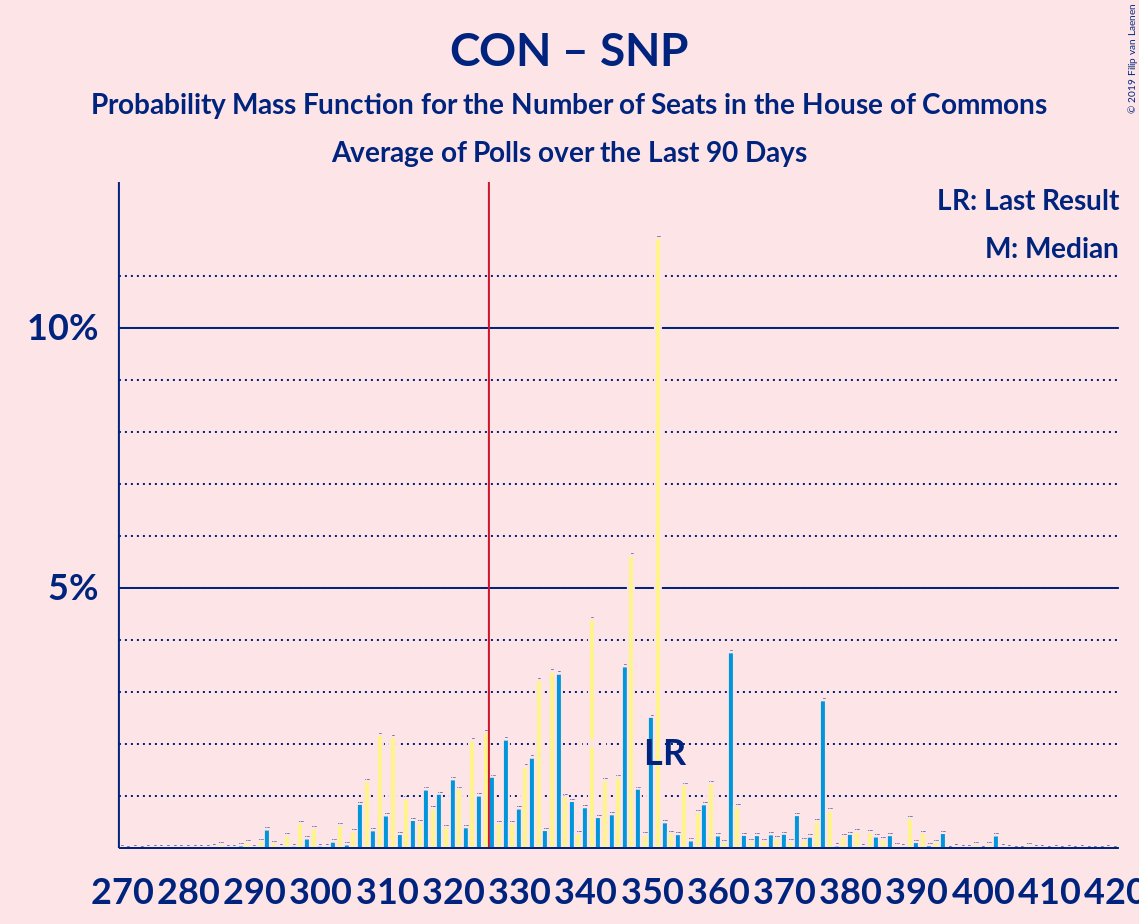 CON – SNP
Probability Mass Function for the Number of Seats in the House of Commons
Average of Polls over the Last 90 Days
© 2019 Filip van Laenen
LR: Last Result
M: Median
10%
5%
LR
270 280 290 300 310 320 330 340 350 360 370 380 390 400 410 420